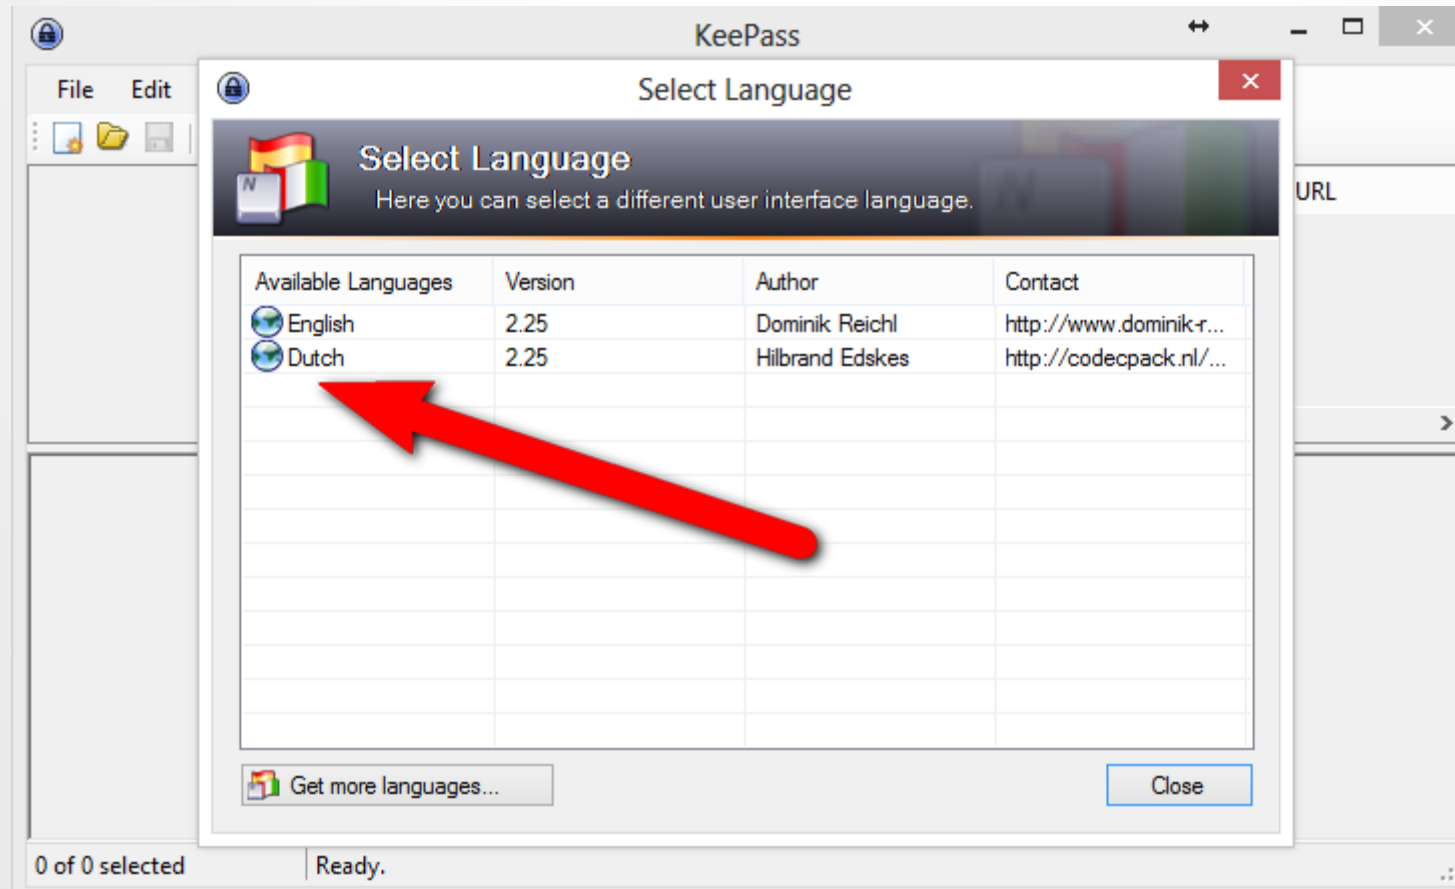 KeePass
File Edit
Select Language
Select Language
Here you can select a different user interface language.
URL
Available Languages Version Author Contact
English 2.25 Dominik Reichl http://www.dominik-r...
Dutch 2.25 Hilbrand Edskes http://codecpack.nl/...
Get more languages...
Close
0 of 0 selected
Ready.